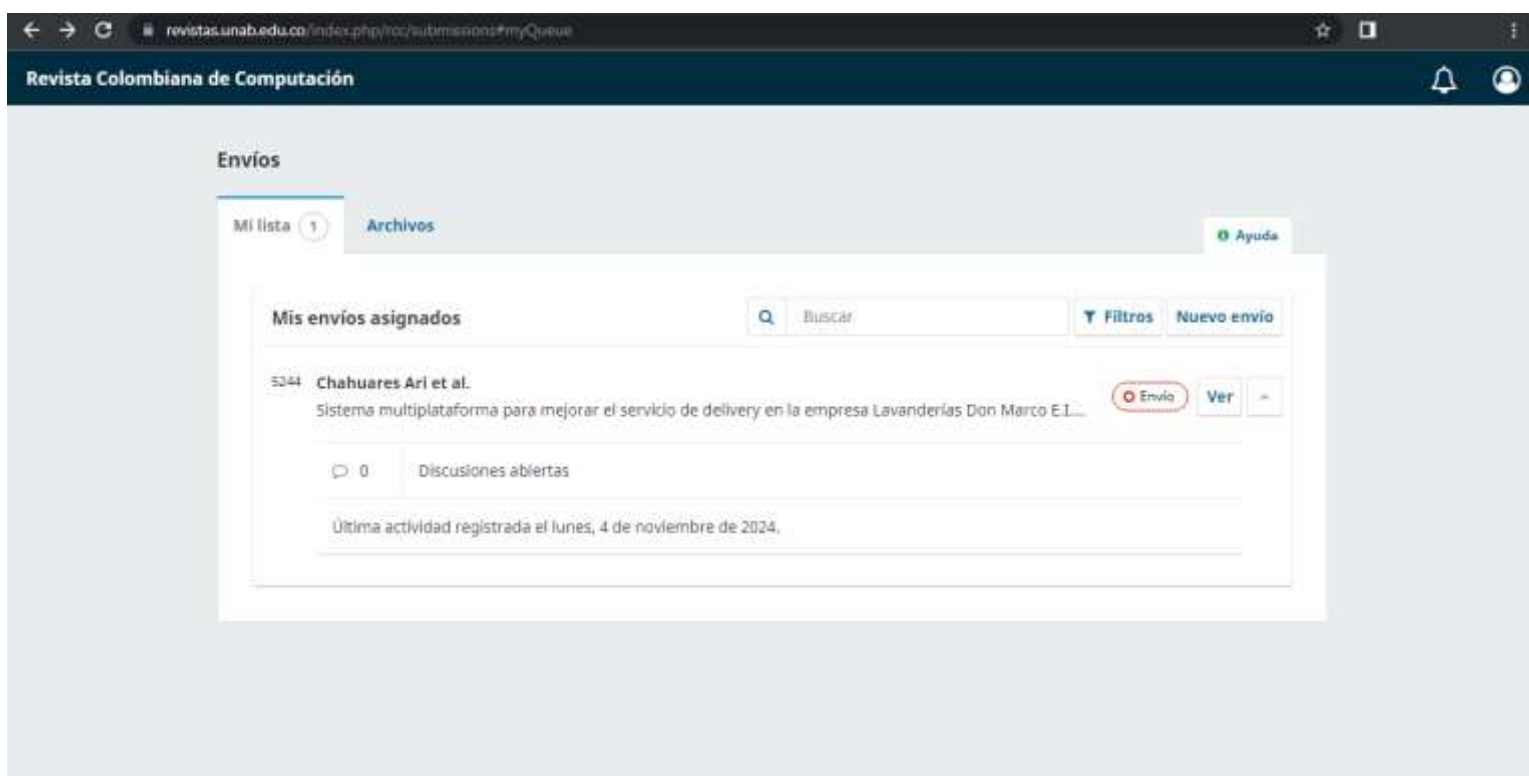 revistas.unab.edu.co/index.php/rcc/submissions#myQueue
Revista Colombiana de Computación
Envíos
Mi lista 1 Archivos
Ayuda
Mis envíos asignados Buscar Filtros Nuevo envío
5244 Chahuares Ari et al.
Sistema multiplataforma para mejorar el servicio de delivery en la empresa Lavanderías Don Marco E.I.... Envío Ver
0 Discusiones abiertas
Última actividad registrada el lunes, 4 de noviembre de 2024.